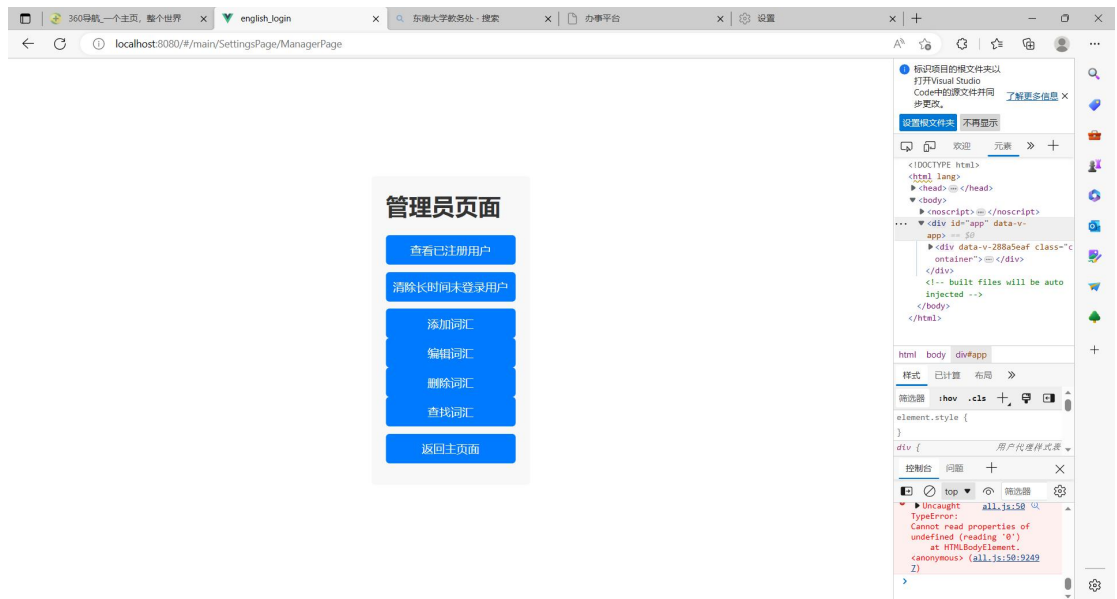 360导航_一个主页，整个世界
english_login
东南大学教务处 - 搜索
办事平台
设置
localhost:8080/#/main/SettingsPage/ManagerPage
管理员页面
查看已注册用户
清除长时间未登录用户
添加词汇
编辑词汇
删除词汇
查找词汇
返回主页面
标识项目的根文件夹以
打开Visual Studio
Code中的源文件并同
步更改。
了解更多信息
设置根文件夹 不再显示
欢迎 元素
<!DOCTYPE html>
<html lang>
<head> </head>
<body>
<noscript> </noscript>
<div id="app" data-v-
app> == $0
<div data-v-288a5eaf class="c
ontainer"> </div>
</div>
<!-- built files will be auto
injected -->
</body>
</html>
html body div#app
样式 已计算 布局
筛选器 :hov .cls
element.style {
}
div { 用户代理样式表
控制台 问题
top 筛选器
Uncaught all.js:50
TypeError:
Cannot read properties of
undefined (reading '0')
at HTMLBodyElement.
<anonymous> (all.js:50:9249
7)